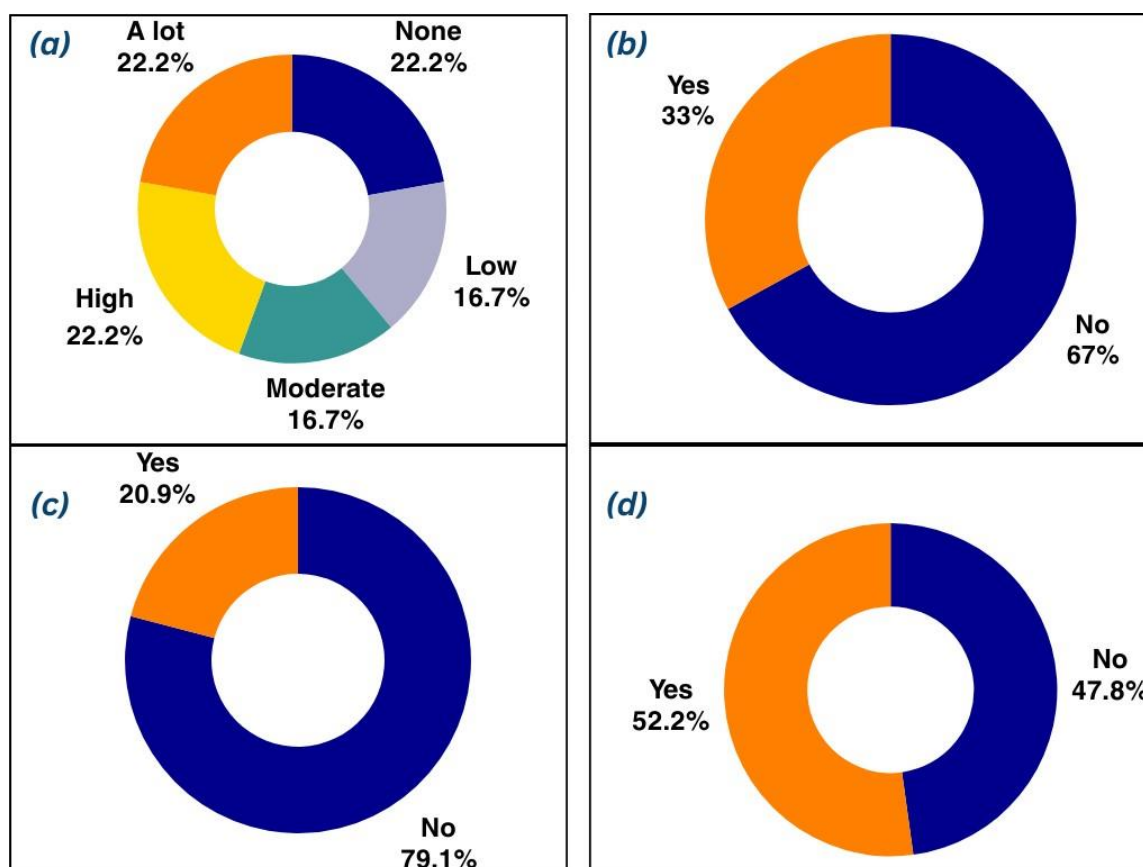 (a)
A lot
22.2%
None
22.2%
Low
16.7%
Moderate
16.7%
High
22.2%
(b)
Yes
33%
No
67%
(c)
Yes
20.9%
No
79.1%
(d)
Yes
52.2%
No
47.8%